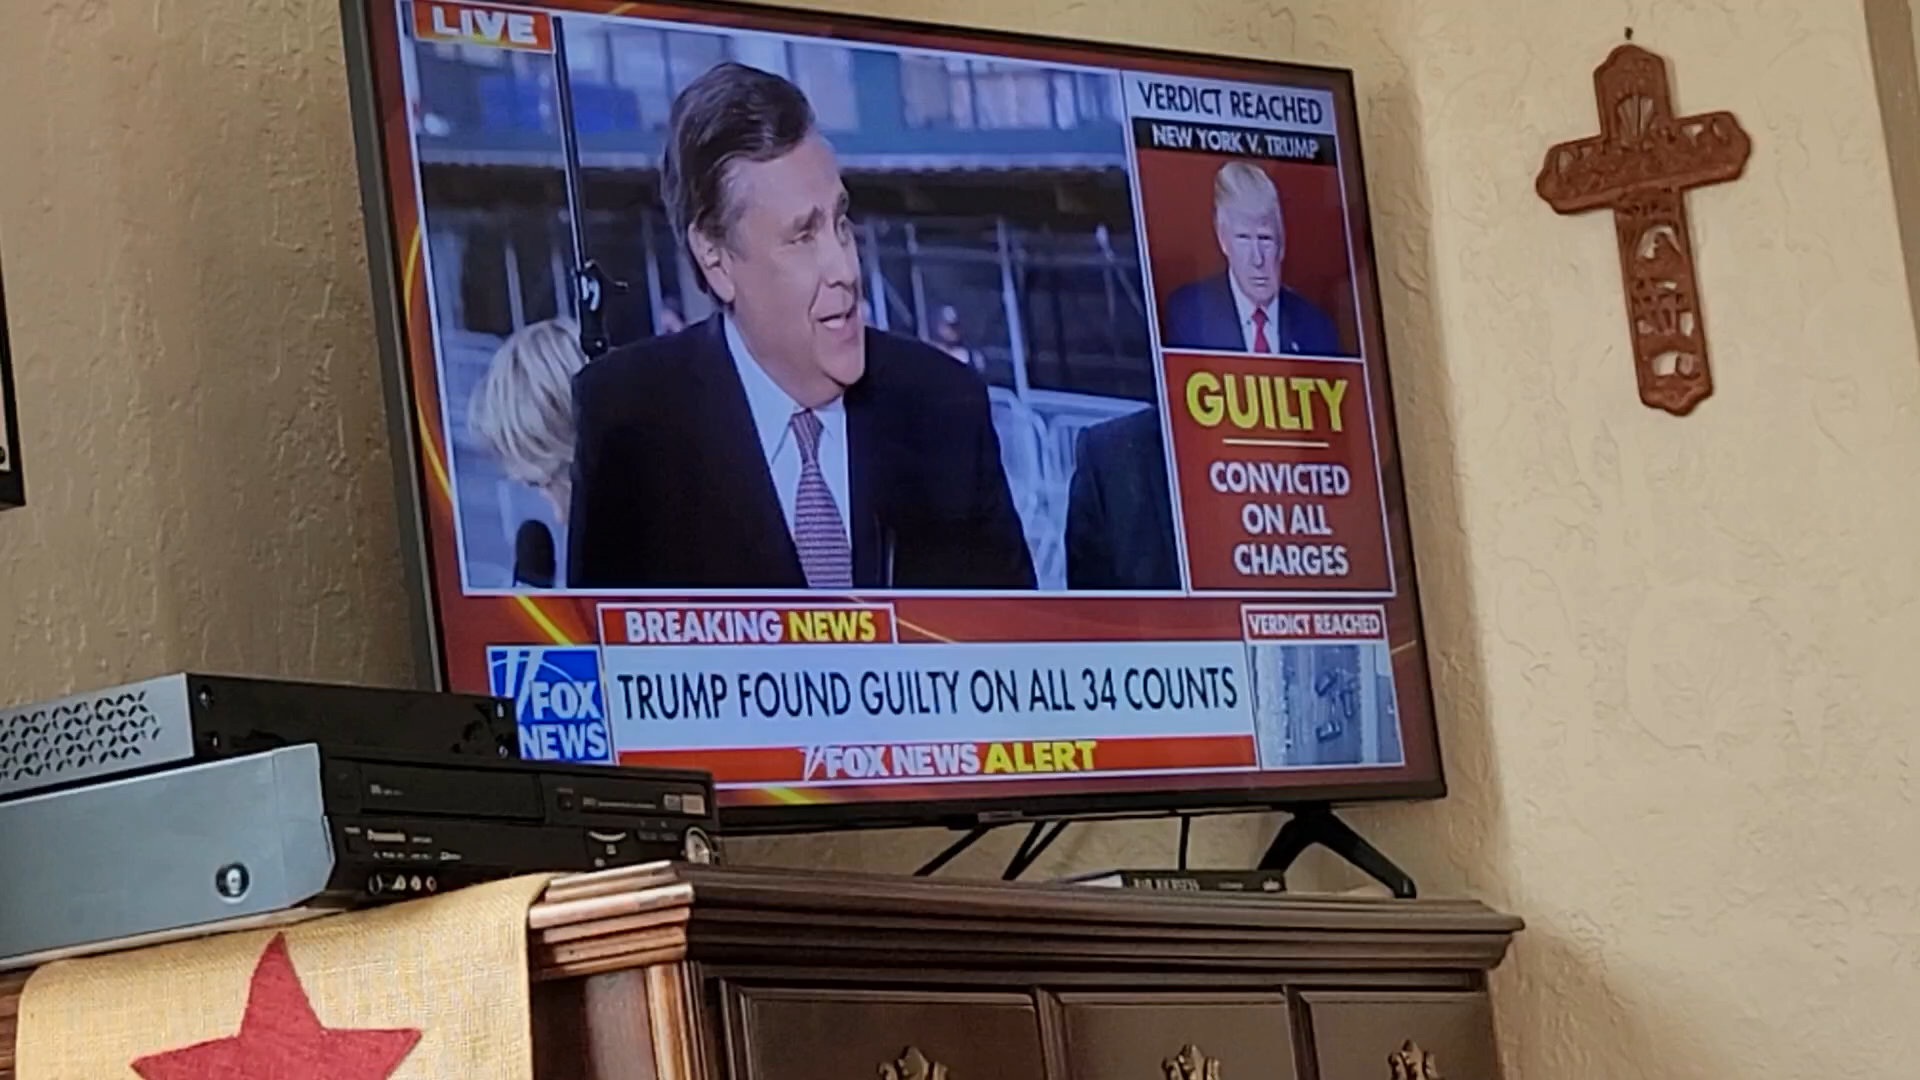 LIVE
VERDICT REACHED
NEW YORK V. TRUMP
GUILTY
CONVICTED
ON ALL
CHARGES
BREAKING NEWS
VERDICT REACHED
FOX
NEWS
TRUMP FOUND GUILTY ON ALL 34 COUNTS
FOX NEWS ALERT
Panasonic